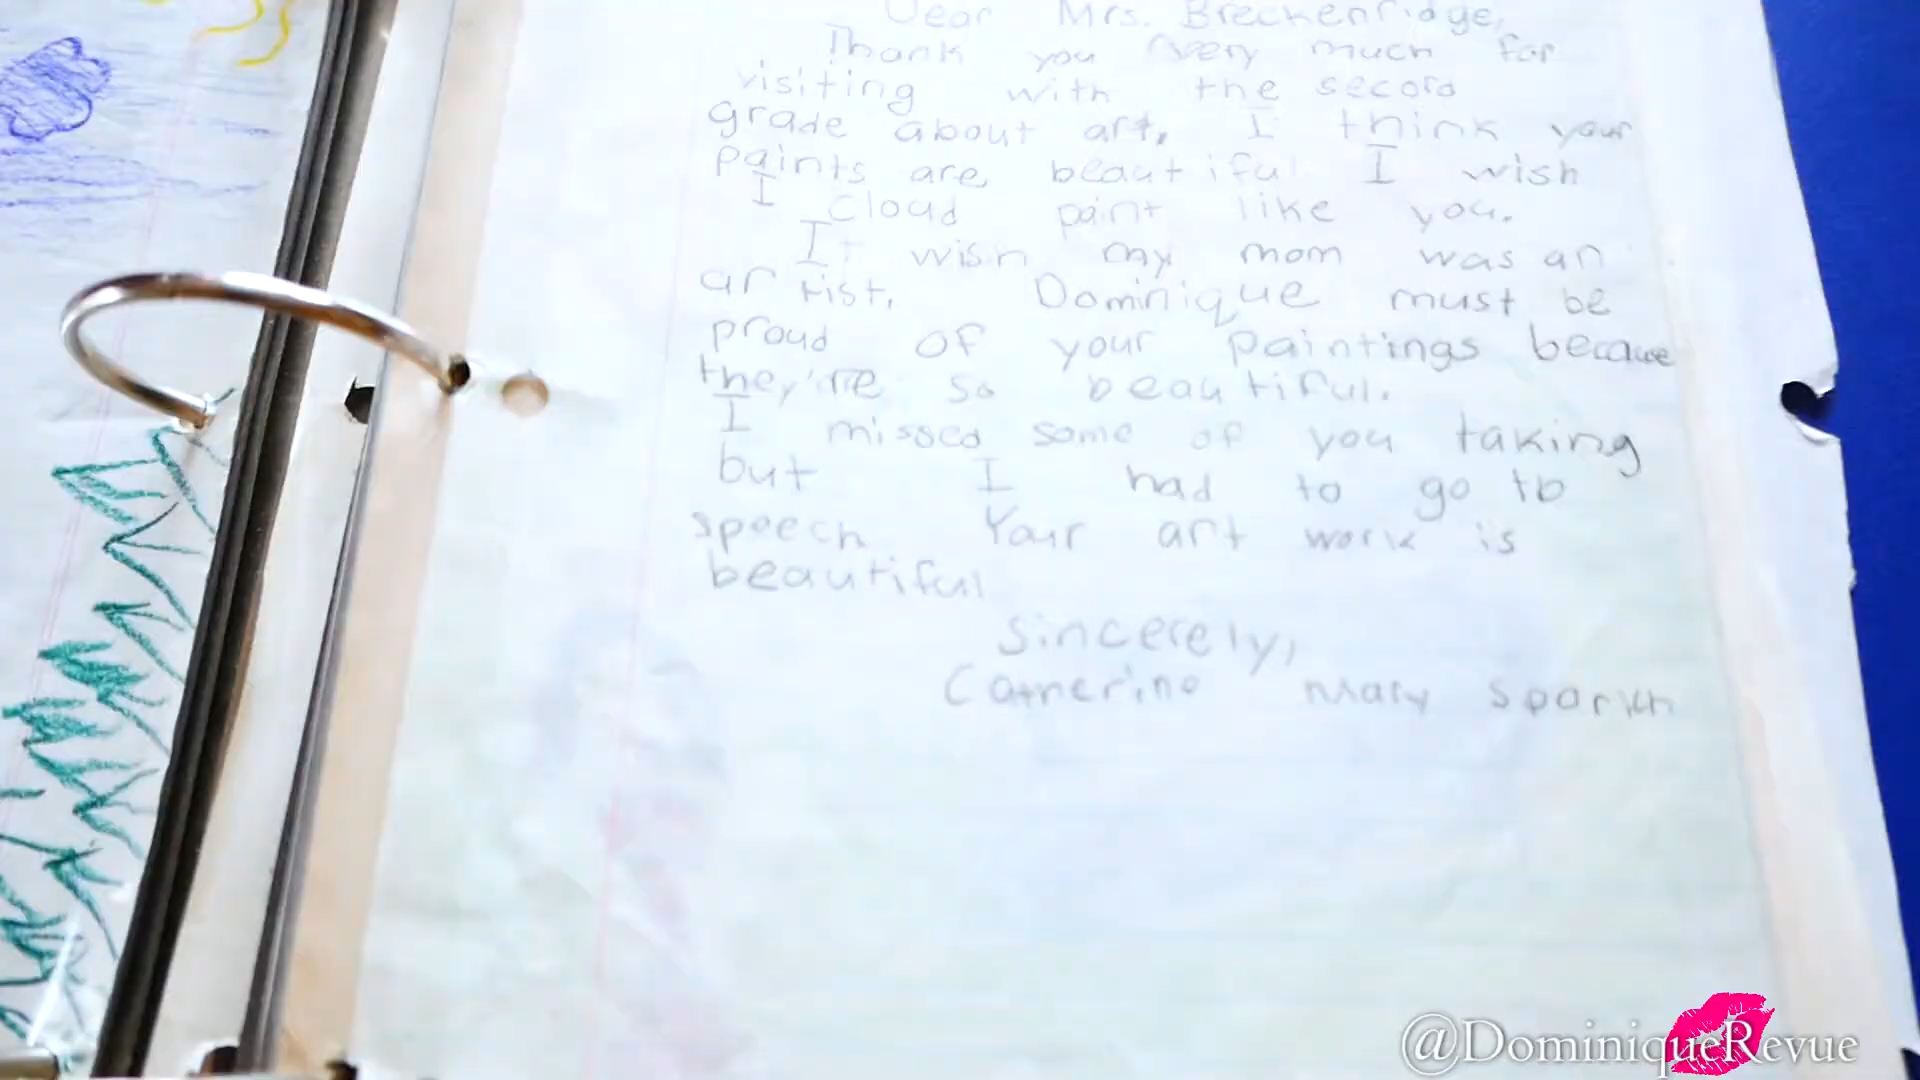 Dear Mrs. Breckenridge,
Thank you very much for
visiting with the second
grade about art. I think your
paints are beautiful I wish
I cloud paint like you.
It wish my mom was an
artist. Dominique must be
proud of your paintings because
they're so beautiful.
I missed some of you taking
but I had to go to
speech Your art work is
beautiful
Sincerely,
Catherine Mary
@DominiqueRevue